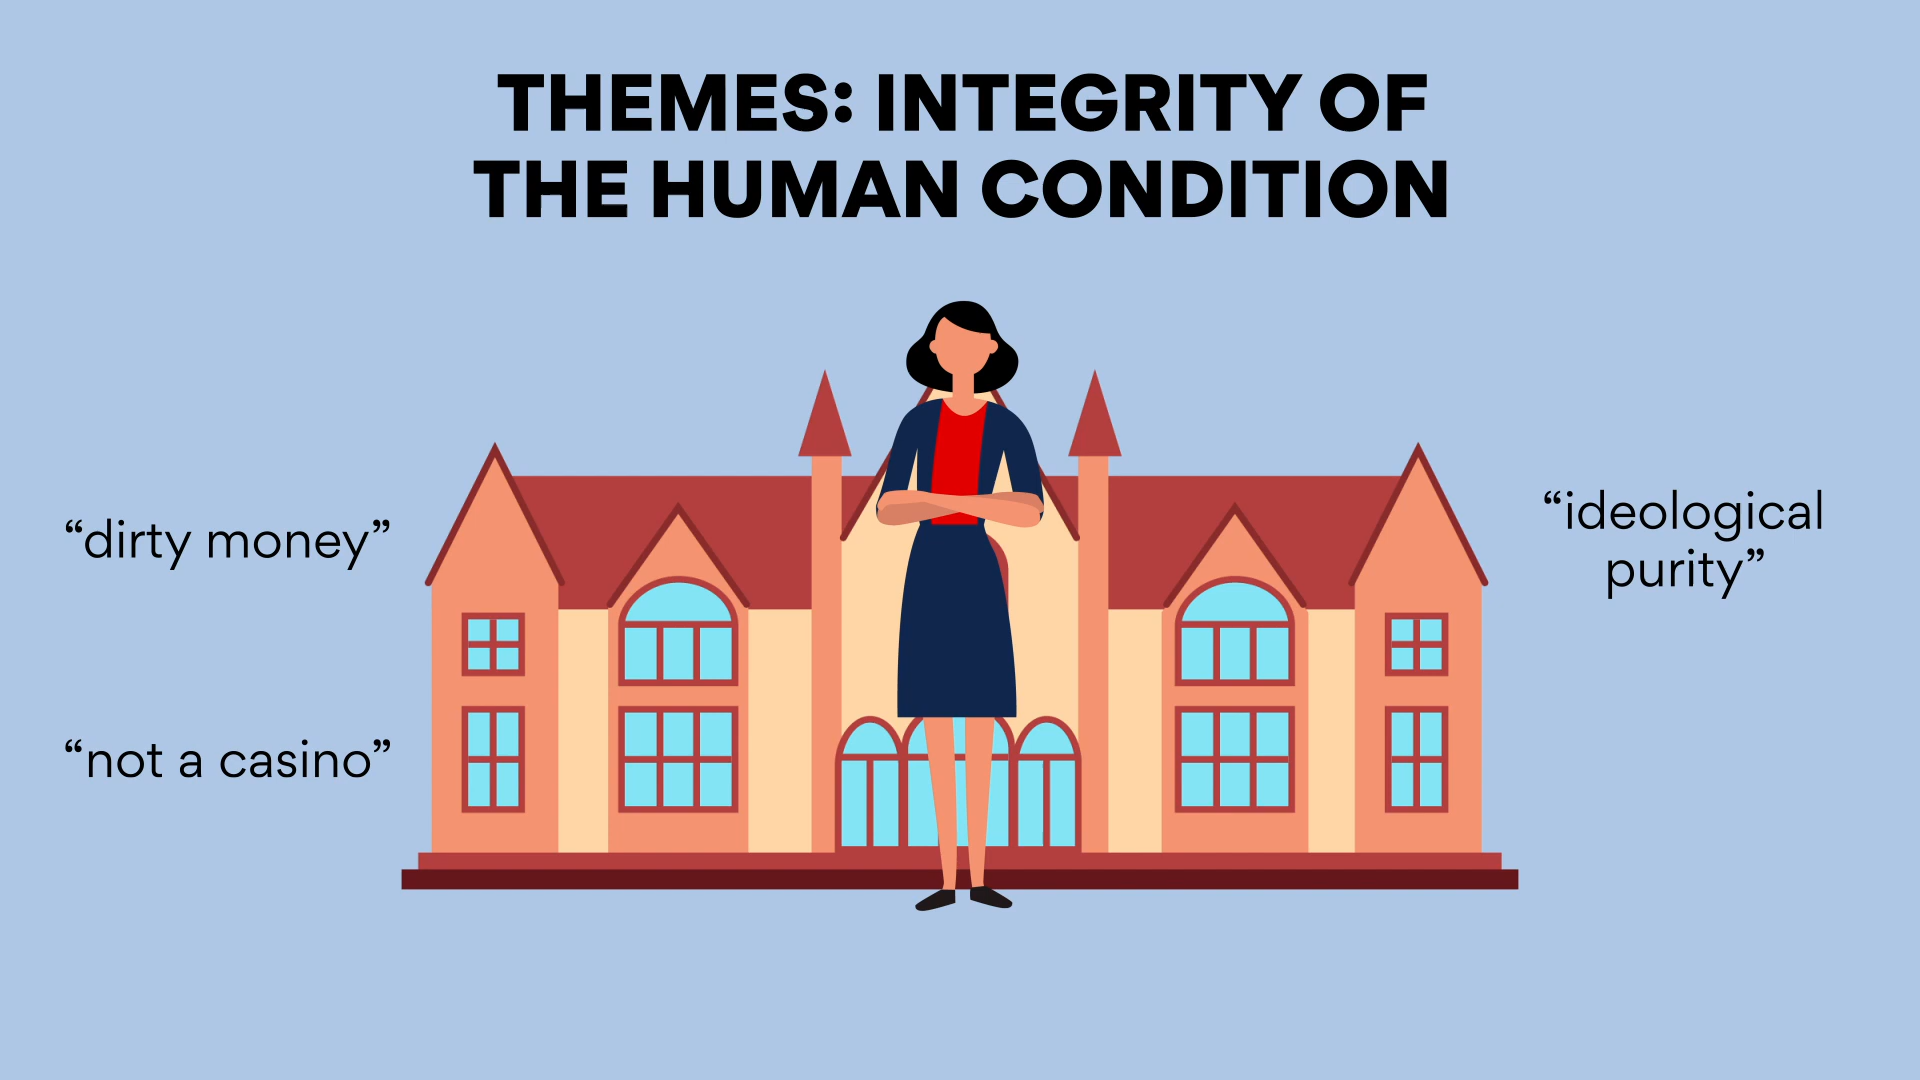 THEMES: INTEGRITY OF
THE HUMAN CONDITION
“dirty money”
“not a casino”
“ideological
purity”